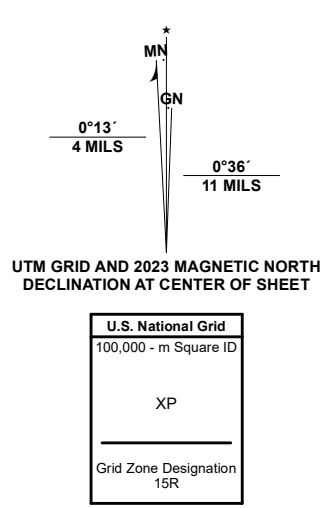 ★
MN
GN
0°13´
4 MILS
0°36´
11 MILS
UTM GRID AND 2023 MAGNETIC NORTH
DECLINATION AT CENTER OF SHEET
U.S. National Grid
100,000 - m Square ID
XP
Grid Zone Designation
15R